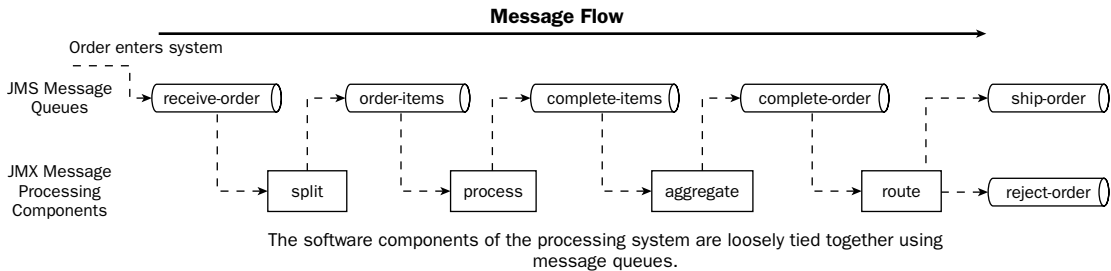 Message Flow
Order enters system
JMS Message
Queues
receive-order
order-items
complete-items
complete-order
ship-order
JMX Message
Processing
Components
split
process
aggregate
route
reject-order
The software components of the processing system are loosely tied together using
message queues.